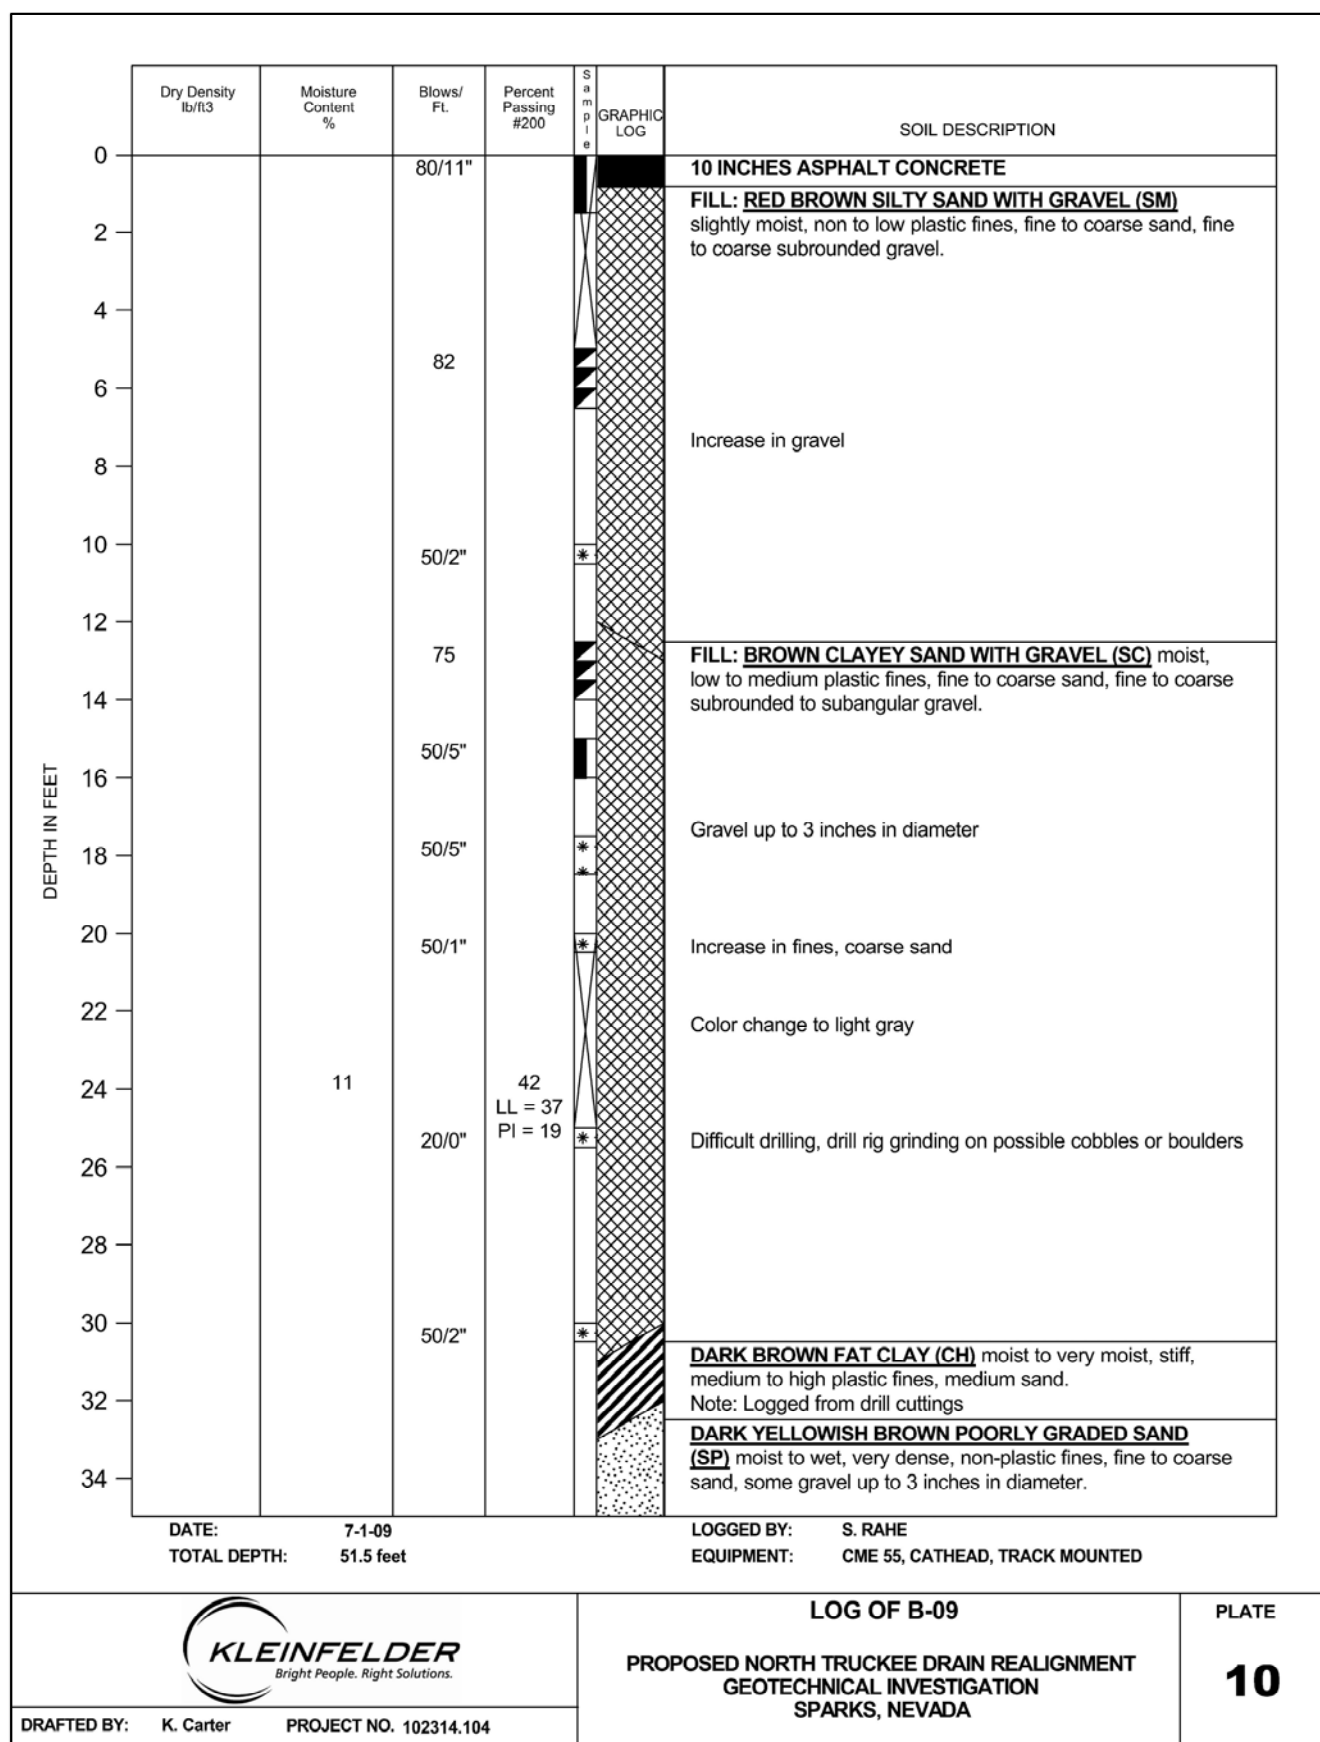 Dry Density
lb/ft3
Moisture
Content
%
Blows/
Ft.
Percent
Passing
#200
Sample
GRAPHIC
LOG
SOIL DESCRIPTION
0
80/11"
10 INCHES ASPHALT CONCRETE
FILL: RED BROWN SILTY SAND WITH GRAVEL (SM)
slightly moist, non to low plastic fines, fine to coarse sand, fine
to coarse subrounded gravel.
2
4
82
6
Increase in gravel
8
10
50/2"
12
75
FILL: BROWN CLAYEY SAND WITH GRAVEL (SC) moist,
low to medium plastic fines, fine to coarse sand, fine to coarse
subrounded to subangular gravel.
14
50/5"
DEPTH IN FEET
16
Gravel up to 3 inches in diameter
50/5"
18
20
50/1"
Increase in fines, coarse sand
22
Color change to light gray
24
11
42
LL = 37
PI = 19
20/0"
Difficult drilling, drill rig grinding on possible cobbles or boulders
26
28
30
50/2"
DARK BROWN FAT CLAY (CH) moist to very moist, stiff,
medium to high plastic fines, medium sand.
Note: Logged from drill cuttings
32
DARK YELLOWISH BROWN POORLY GRADED SAND
(SP) moist to wet, very dense, non-plastic fines, fine to coarse
sand, some gravel up to 3 inches in diameter.
34
DATE: 7-1-09
TOTAL DEPTH: 51.5 feet
LOGGED BY: S. RAHE
EQUIPMENT: CME 55, CATHEAD, TRACK MOUNTED
KLEINFELDER
Bright People. Right Solutions.
DRAFTED BY: K. Carter PROJECT NO. 102314.104
LOG OF B-09
PROPOSED NORTH TRUCKEE DRAIN REALIGNMENT
GEOTECHNICAL INVESTIGATION
SPARKS, NEVADA
PLATE
10